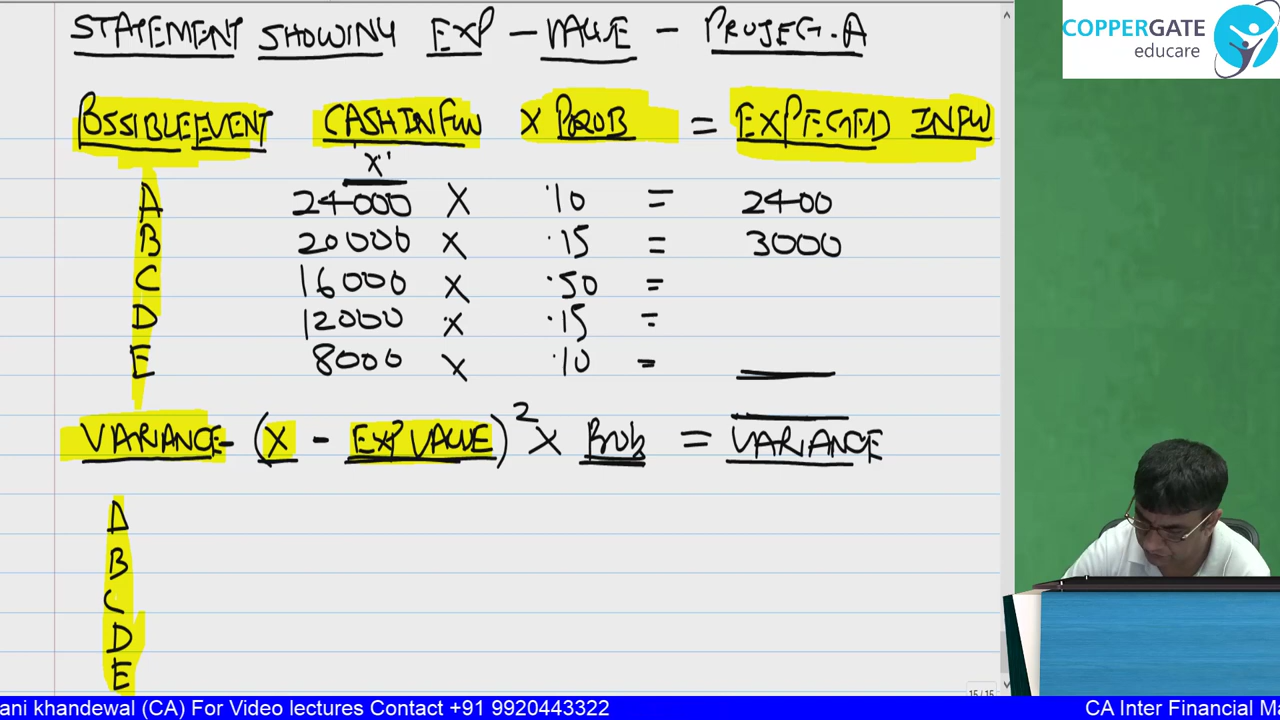 STATEMENT SHOWING EXP - VALUE - PROJECT.A
COPPERGATE
educare
POSSIBLE EVENT CASH INFLOW X PROB = EXPECTED INFLOW
'X'
A 24000 X .10 = 2400
B 20000 X .15 = 3000
C 16000 X .50 =
D 12000 X .15 =
E 8000 X .10 =
VARIANCE - (X - EXP VALUE)² X Prob = VARIANCE
A
B
C
D
E
15/15
ani khandewal (CA) For Video lectures Contact +91 9920443322
CA Inter Financial Ma